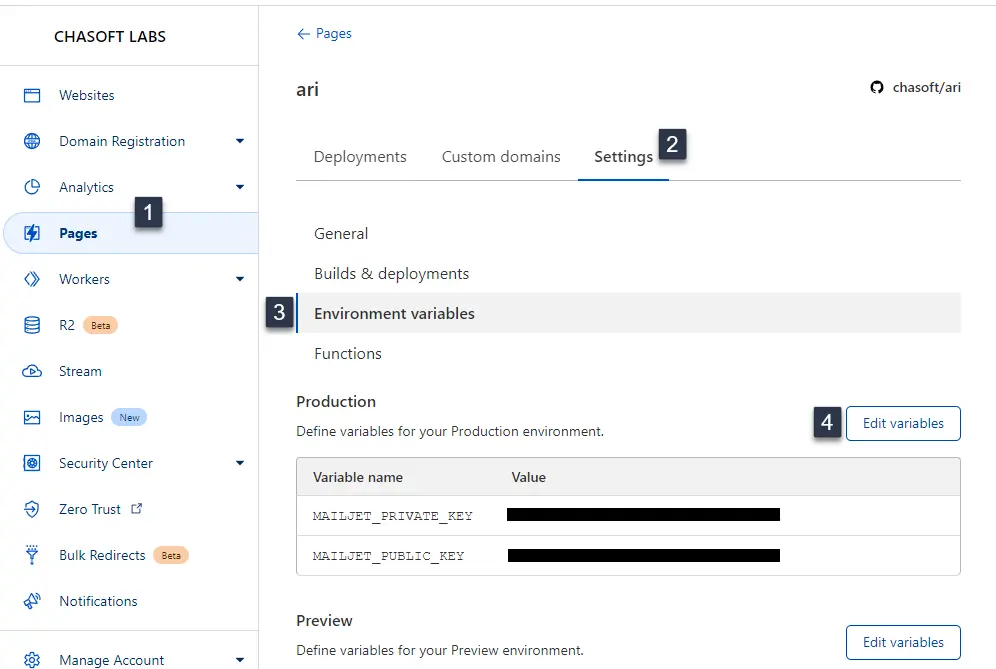 CHASOFT LABS
Websites
Domain Registration
Analytics
1
Pages
Workers
R2 Beta
Stream
Images New
Security Center
Zero Trust
Bulk Redirects Beta
Notifications
Manage Account
← Pages
ari
chasoft/ari
Deployments Custom domains Settings 2
General
Builds & deployments
3 Environment variables
Functions
Production
Define variables for your Production environment.
4 Edit variables
Variable name Value
MAILJET_PRIVATE_KEY
MAILJET_PUBLIC_KEY
Preview
Define variables for your Preview environment.
Edit variables